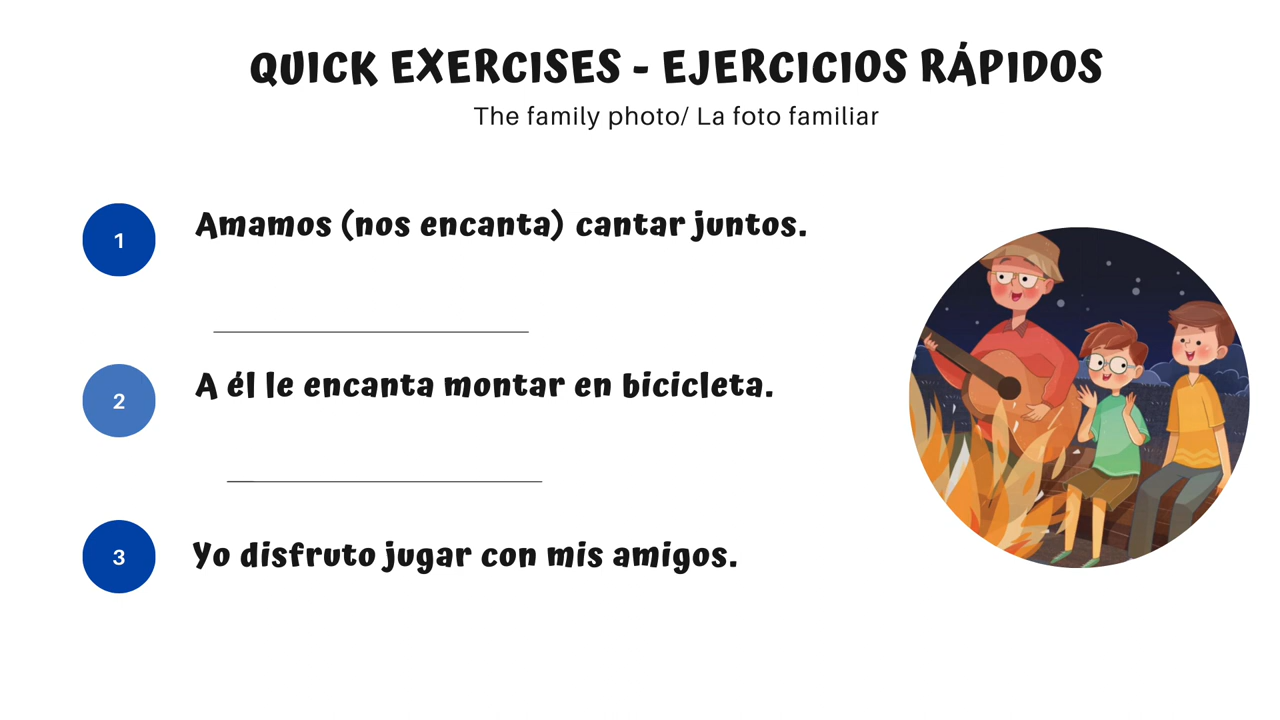 QUICK EXERCISES - EJERCICIOS RÁPIDOS
The family photo/ La foto familiar
1
Amamos (nos encanta) cantar juntos.
2
A él le encanta montar en bicicleta.
3
Yo disfruto jugar con mis amigos.